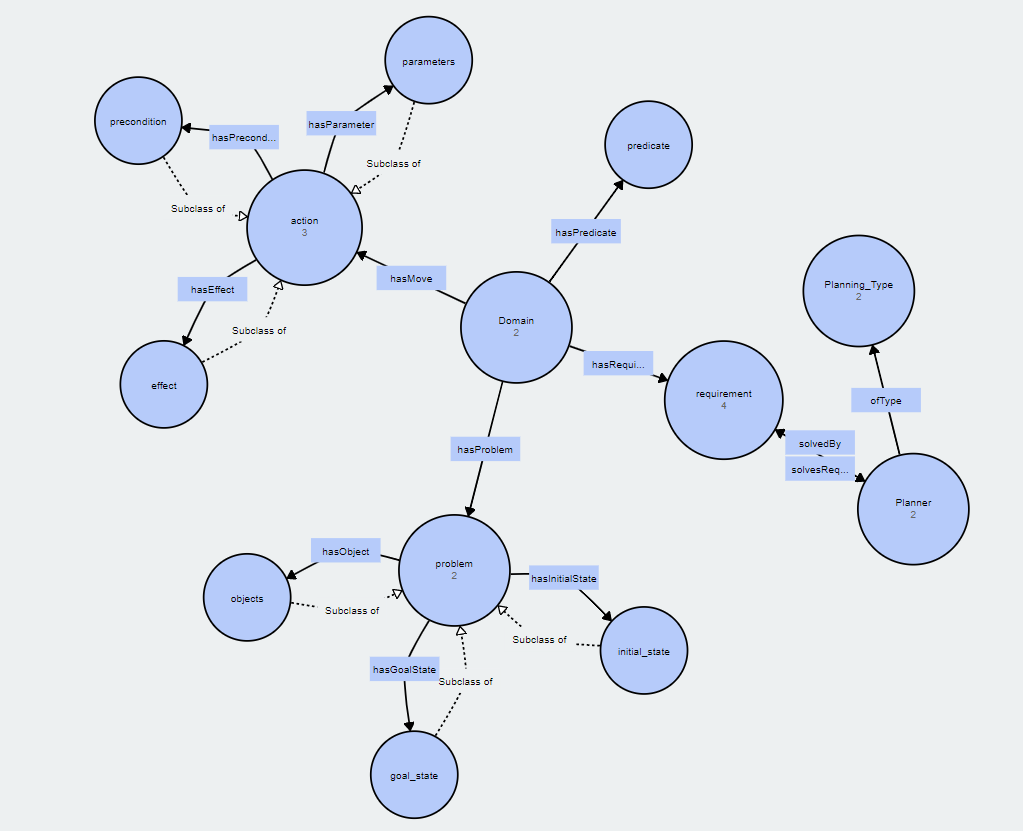 parameters
precondition
hasPrecond...
hasParameter
predicate
Subclass of
Subclass of
action
3
hasPredicate
hasMove
hasEffect
Planning_Type
2
Subclass of
Domain
2
hasRequi...
effect
requirement
4
ofType
hasProblem
solvedBy
solvesReq...
Planner
2
hasObject
problem
2
hasInitialState
objects
Subclass of
Subclass of
initial_state
hasGoalState
Subclass of
goal_state